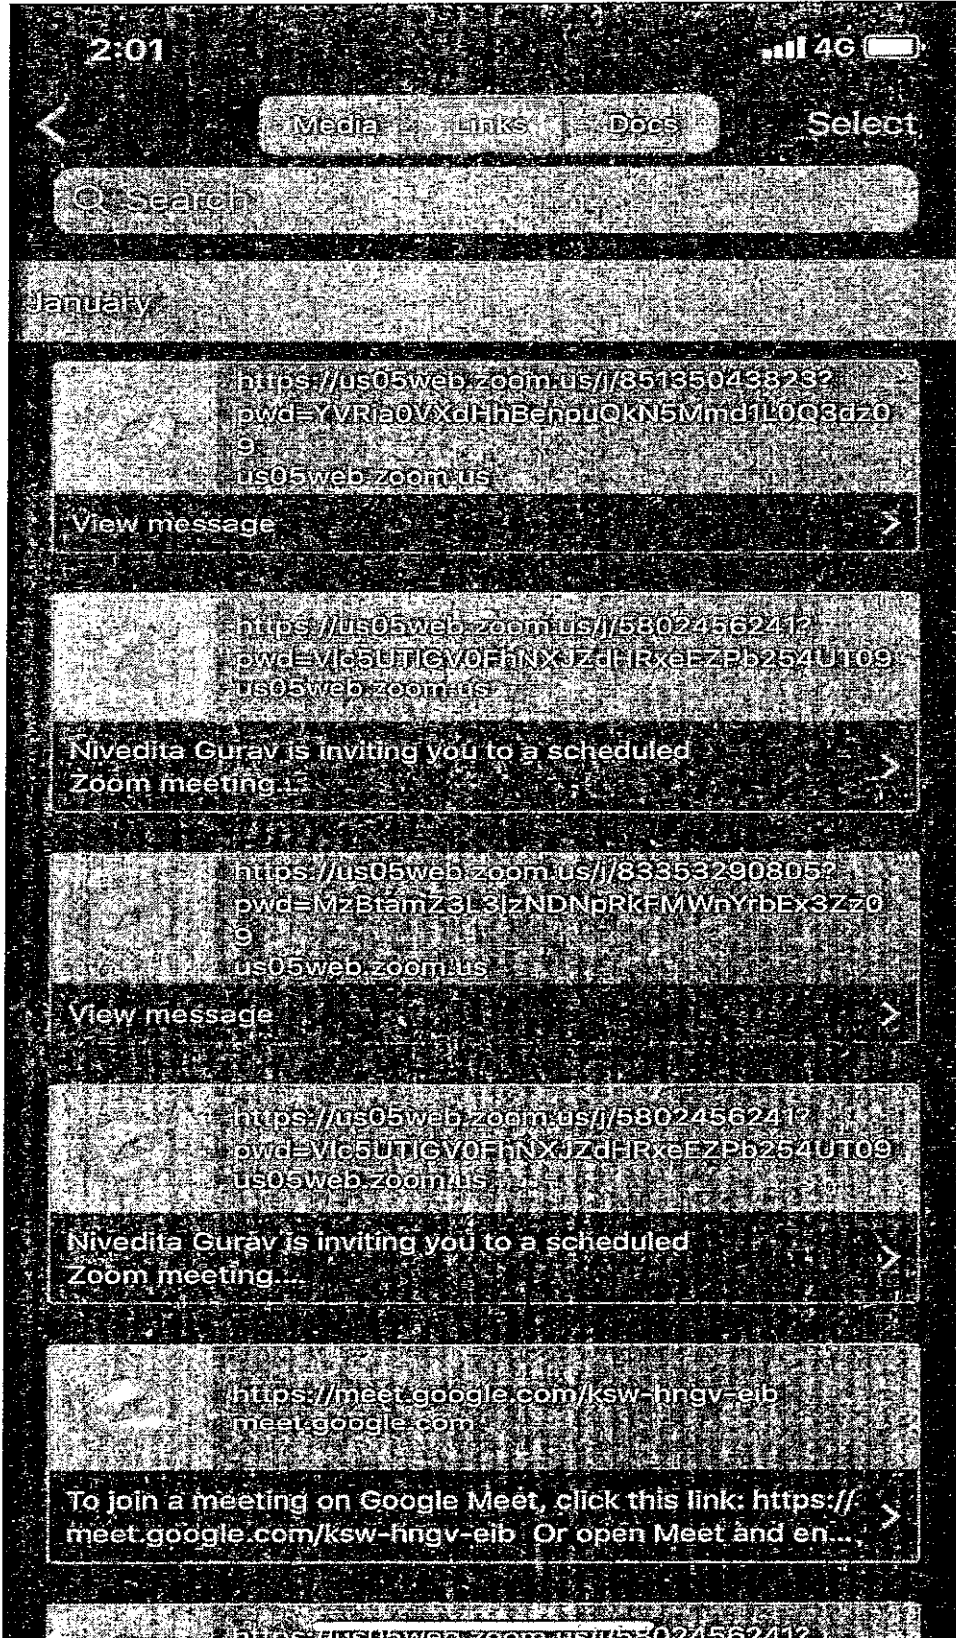 2:01 4G
Media Links Docs Select
Search
January
https://us05web.zoom.us/j/85135043823?
pwd=YVRia0VXdHhBenpuQkN5Mmd1L0Q3dz0
9
us05web.zoom.us
View message
https://us05web.zoom.us/j/5802456241?
us05web.zoom.us
Nivedita Gurav is inviting you to a scheduled
Zoom meeting....
https://us05web.zoom.us/j/83353290805?
pwd=MzBtamZ3L3IzNDNpRkFMWnYrbEx3Zz0
9
us05web.zoom.us
View message
https://us05web.zoom.us/j/5802456241?
us05web.zoom.us
Nivedita Gurav is inviting you to a scheduled
Zoom meeting....
https://meet.google.com/ksw-hngv-eib
meet.google.com
To join a meeting on Google Meet, click this link: https://
meet.google.com/ksw-hngv-eib Or open Meet and en...